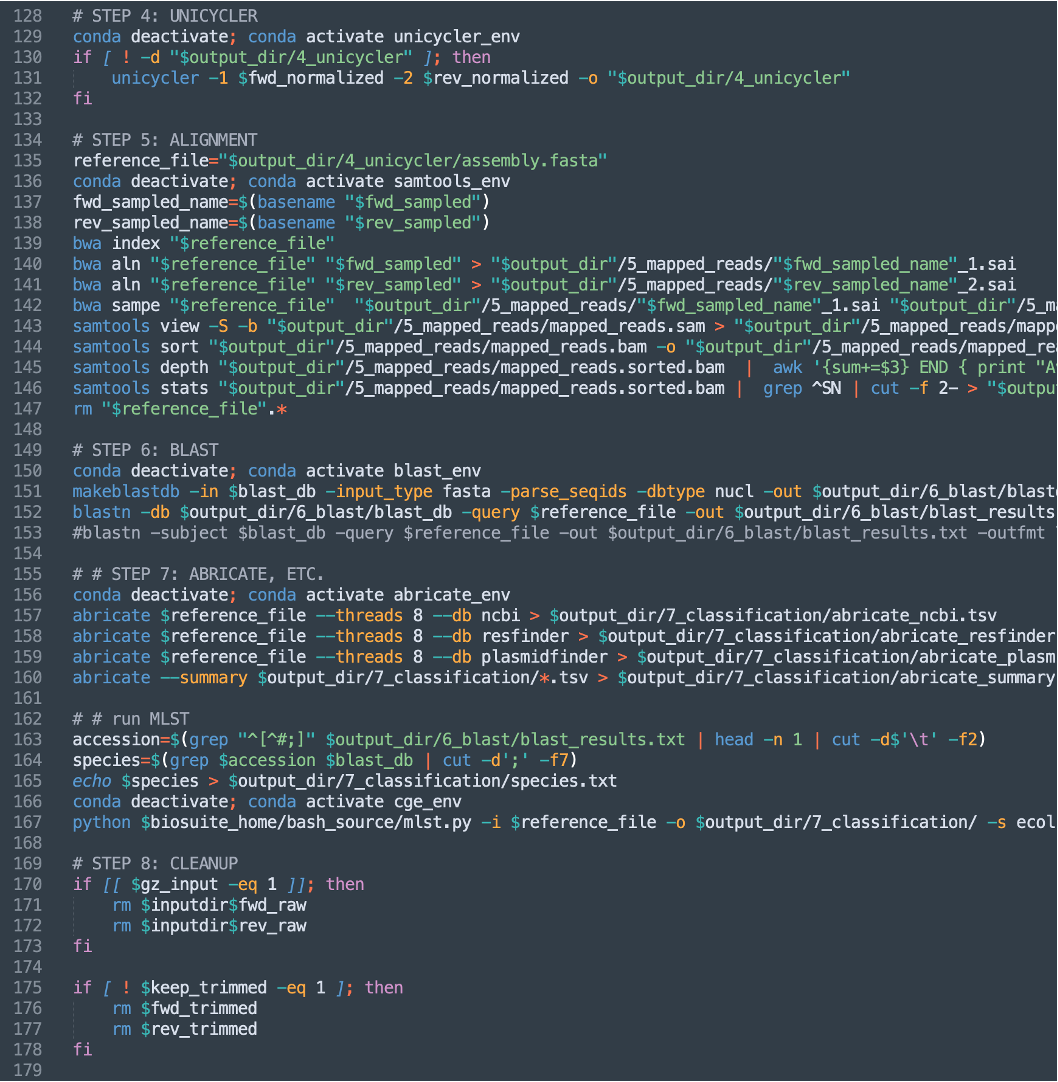 128 # STEP 4: UNICYCLER
129 conda deactivate; conda activate unicycler_env
130 if [ ! -d "$output_dir/4_unicycler" ]; then
131     unicycler -1 $fwd_normalized -2 $rev_normalized -o "$output_dir/4_unicycler"
132 fi
133
134 # STEP 5: ALIGNMENT
135 reference_file="$output_dir/4_unicycler/assembly.fasta"
136 conda deactivate; conda activate samtools_env
137 fwd_sampled_name=$(basename "$fwd_sampled")
138 rev_sampled_name=$(basename "$rev_sampled")
139 bwa index "$reference_file"
140 bwa aln "$reference_file" "$fwd_sampled" > "$output_dir"/5_mapped_reads/"$fwd_sampled_name"_1.sai
141 bwa aln "$reference_file" "$rev_sampled" > "$output_dir"/5_mapped_reads/"$rev_sampled_name"_2.sai
142 bwa sampe "$reference_file"  "$output_dir"/5_mapped_reads/"$fwd_sampled_name"_1.sai "$output_dir"/5_m
143 samtools view -S -b "$output_dir"/5_mapped_reads/mapped_reads.sam > "$output_dir"/5_mapped_reads/mapp
144 samtools sort "$output_dir"/5_mapped_reads/mapped_reads.bam -o "$output_dir"/5_mapped_reads/mapped_re
145 samtools depth "$output_dir"/5_mapped_reads/mapped_reads.sorted.bam  |  awk '{sum+=$3} END { print "A
146 samtools stats "$output_dir"/5_mapped_reads/mapped_reads.sorted.bam |  grep ^SN | cut -f 2- > "$outpu
147 rm "$reference_file".*
148
149 # STEP 6: BLAST
150 conda deactivate; conda activate blast_env
151 makeblastdb -in $blast_db -input_type fasta -parse_seqids -dbtype nucl -out $output_dir/6_blast/blast
152 blastn -db $output_dir/6_blast/blast_db -query $reference_file -out $output_dir/6_blast/blast_results
153 #blastn -subject $blast_db -query $reference_file -out $output_dir/6_blast/blast_results.txt -outfmt
154
155 # # STEP 7: ABRICATE, ETC.
156 conda deactivate; conda activate abricate_env
157 abricate $reference_file --threads 8 --db ncbi > $output_dir/7_classification/abricate_ncbi.tsv
158 abricate $reference_file --threads 8 --db resfinder > $output_dir/7_classification/abricate_resfinder
159 abricate $reference_file --threads 8 --db plasmidfinder > $output_dir/7_classification/abricate_plasm
160 abricate --summary $output_dir/7_classification/*.tsv > $output_dir/7_classification/abricate_summary
161
162 # # run MLST
163 accession=$(grep "^[^#;]" $output_dir/6_blast/blast_results.txt | head -n 1 | cut -d$'\t' -f2)
164 species=$(grep $accession $blast_db | cut -d';' -f7)
165 echo $species > $output_dir/7_classification/species.txt
166 conda deactivate; conda activate cge_env
167 python $biosuite_home/bash_source/mlst.py -i $reference_file -o $output_dir/7_classification/ -s ecol
168
169 # STEP 8: CLEANUP
170 if [[ $gz_input -eq 1 ]]; then
171     rm $inputdir$fwd_raw
172     rm $inputdir$rev_raw
173 fi
174
175 if [ ! $keep_trimmed -eq 1 ]; then
176     rm $fwd_trimmed
177     rm $rev_trimmed
178 fi
179